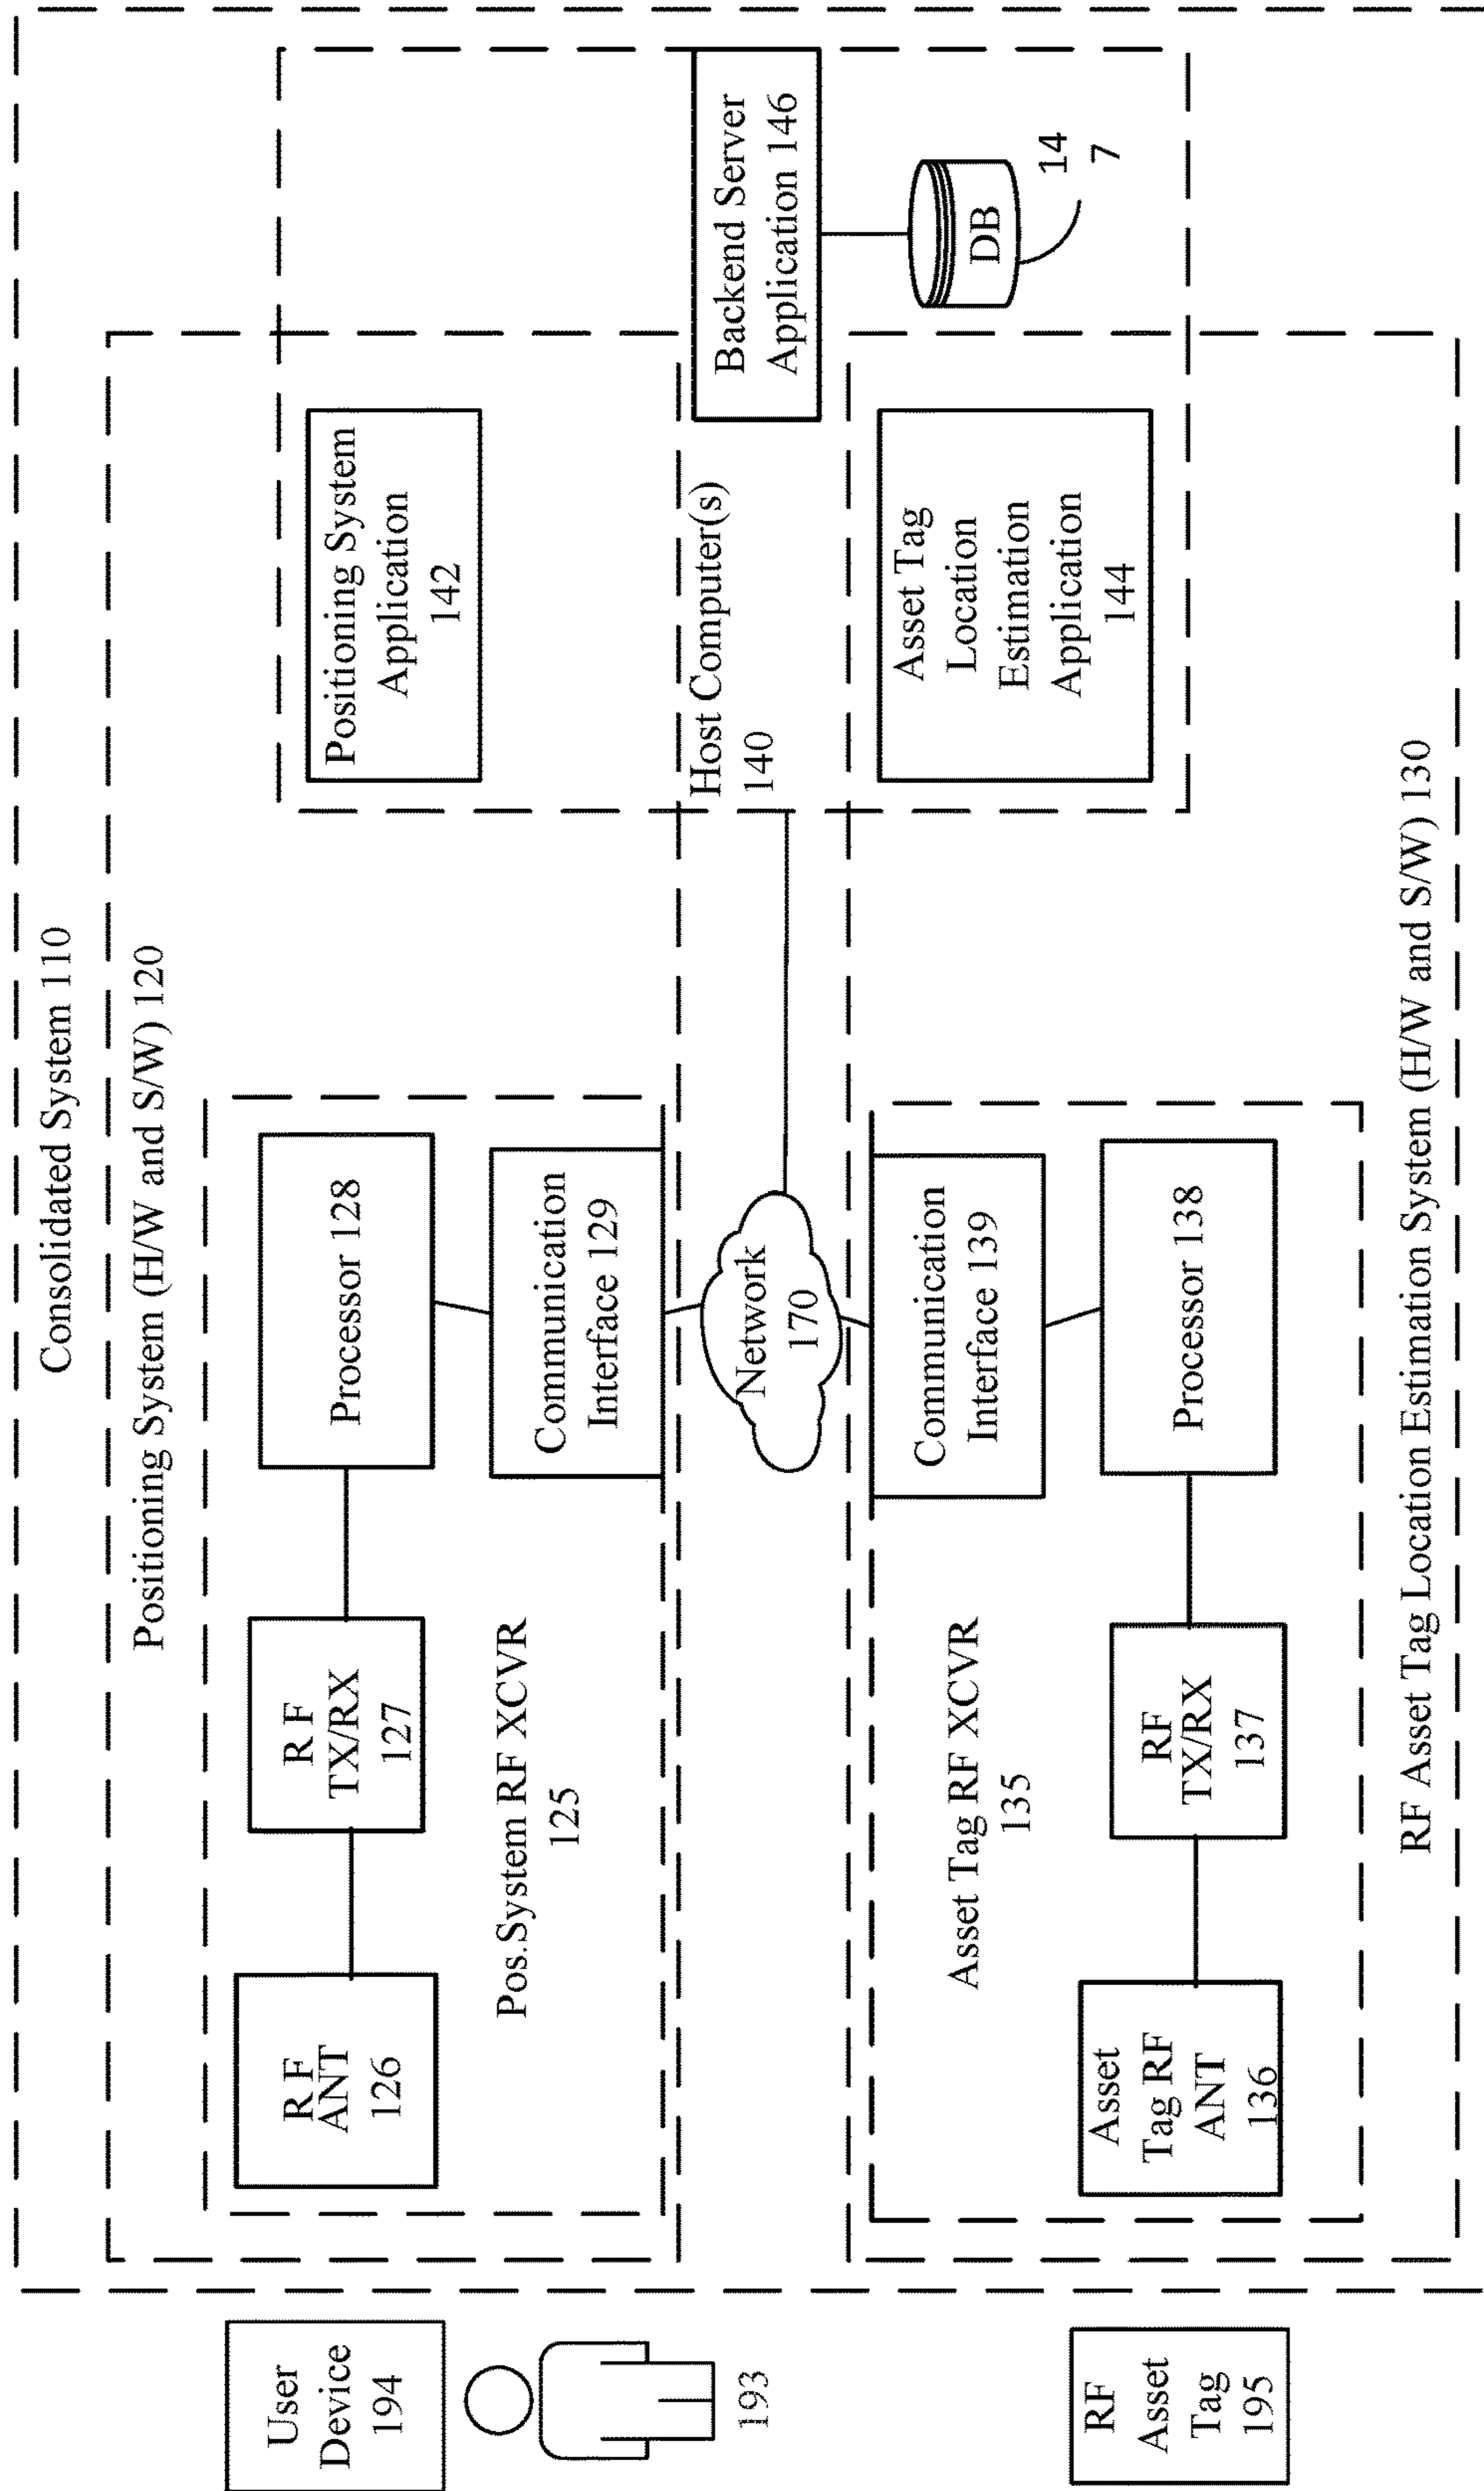 Consolidated System 110
Positioning System (H/W and S/W) 120
User
Device
194
193
RF
Asset
Tag
195
R F
ANT
126
R F
TX/RX
127
Processor 128
Communication
Interface 129
Pos.System RF XCVR
125
Network
170
Positioning System
Application
142
Host Computer(s)
140
Backend Server
Application 146
DB
14
7
Asset Tag
Location
Estimation
Application
144
Asset Tag RF XCVR
135
Communication
Interface 139
Asset
Tag RF
ANT
136
RF
TX/RX
137
Processor 138
RF Asset Tag Location Estimation System (H/W and S/W) 130